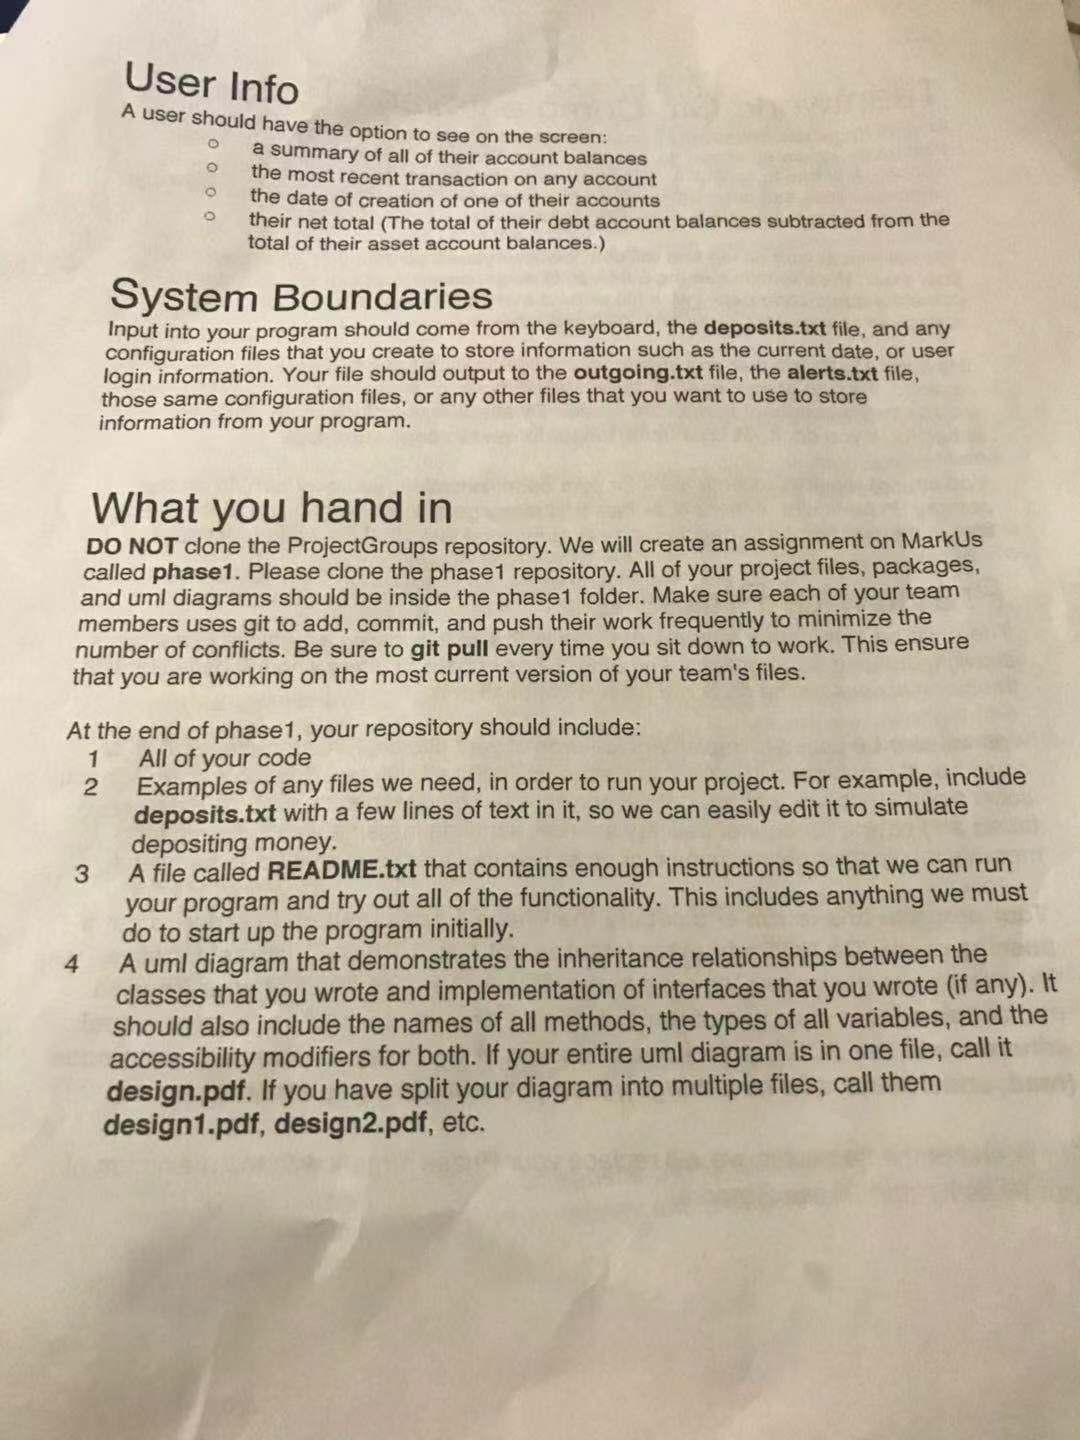 User Info
A user should have the option to see on the screen:
○ a summary of all of their account balances
○ the most recent transaction on any account
○ the date of creation of one of their accounts
○ their net total (The total of their debt account balances subtracted from the
total of their asset account balances.)
System Boundaries
Input into your program should come from the keyboard, the deposits.txt file, and any
configuration files that you create to store information such as the current date, or user
login information. Your file should output to the outgoing.txt file, the alerts.txt file,
those same configuration files, or any other files that you want to use to store
information from your program.
What you hand in
DO NOT clone the ProjectGroups repository. We will create an assignment on MarkUs
called phase1. Please clone the phase1 repository. All of your project files, packages,
and uml diagrams should be inside the phase1 folder. Make sure each of your team
members uses git to add, commit, and push their work frequently to minimize the
number of conflicts. Be sure to git pull every time you sit down to work. This ensure
that you are working on the most current version of your team's files.
At the end of phase1, your repository should include:
1 All of your code
2 Examples of any files we need, in order to run your project. For example, include
deposits.txt with a few lines of text in it, so we can easily edit it to simulate
depositing money.
3 A file called README.txt that contains enough instructions so that we can run
your program and try out all of the functionality. This includes anything we must
do to start up the program initially.
4 A uml diagram that demonstrates the inheritance relationships between the
classes that you wrote and implementation of interfaces that you wrote (if any). It
should also include the names of all methods, the types of all variables, and the
accessibility modifiers for both. If your entire uml diagram is in one file, call it
design.pdf. If you have split your diagram into multiple files, call them
design1.pdf, design2.pdf, etc.